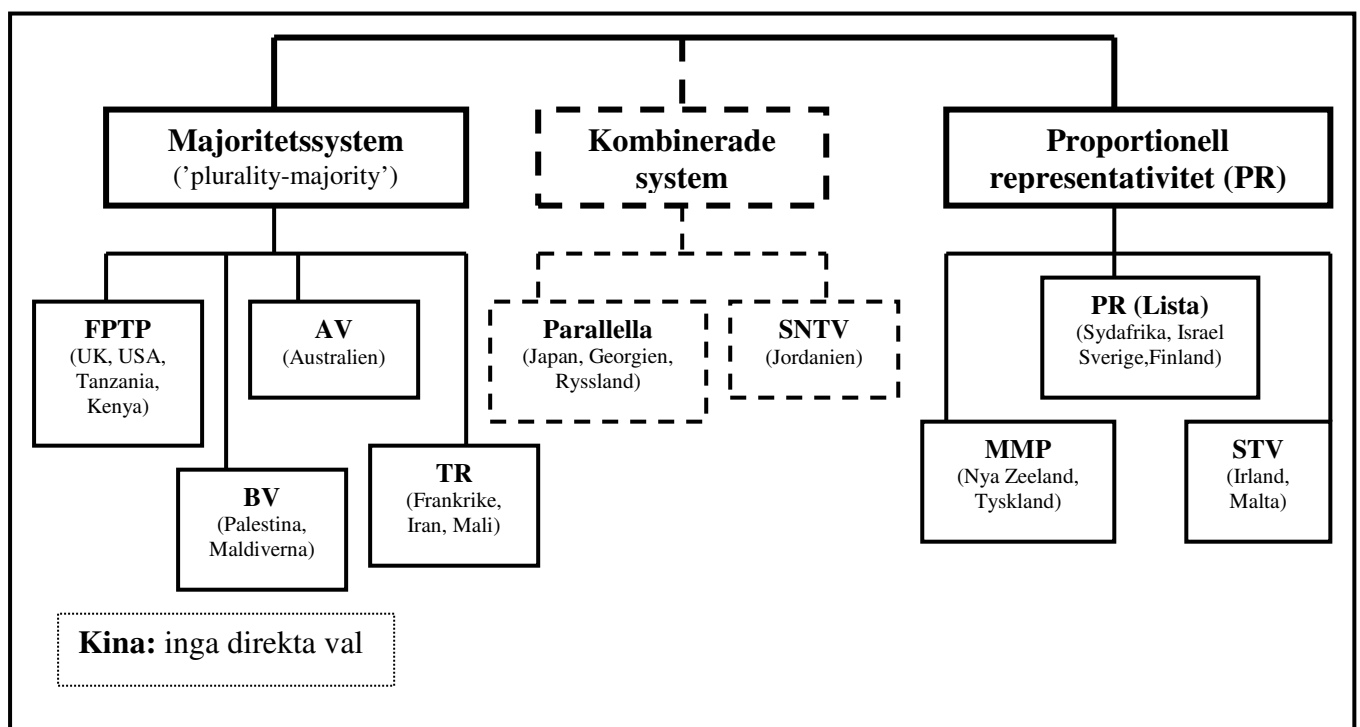 Majoritetssystem
(’plurality-majority’)
Kombinerade
system
Proportionell
representativitet (PR)
FPTP
(UK, USA,
Tanzania,
Kenya)
AV
(Australien)
BV
(Palestina,
Maldiverna)
TR
(Frankrike,
Iran, Mali)
Parallella
(Japan, Georgien,
Ryssland)
SNTV
(Jordanien)
PR (Lista)
(Sydafrika, Israel
Sverige,Finland)
MMP
(Nya Zeeland,
Tyskland)
STV
(Irland,
Malta)
Kina: inga direkta val